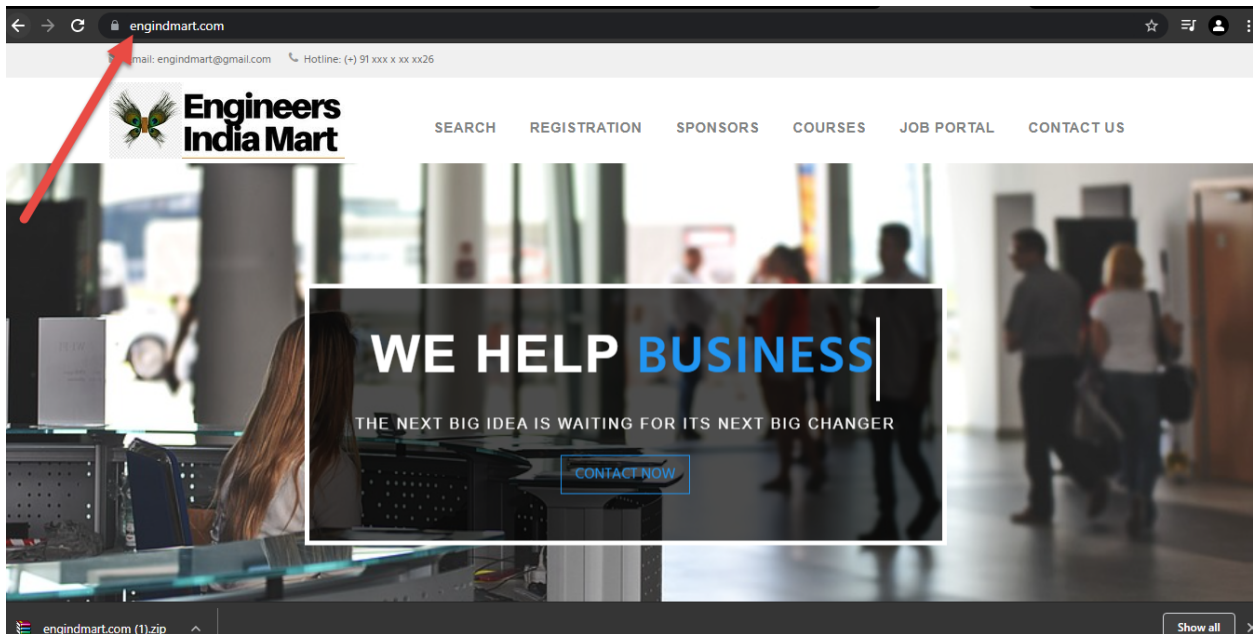 engindmart.com
mail: engindmart@gmail.com Hotline: (+) 91 xxx x xx xx26
Engineers
India Mart
SEARCH REGISTRATION SPONSORS COURSES JOB PORTAL CONTACT US
WE HELP BUSINESS
THE NEXT BIG IDEA IS WAITING FOR ITS NEXT BIG CHANGER
CONTACT NOW
engindmart.com (1).zip
Show all